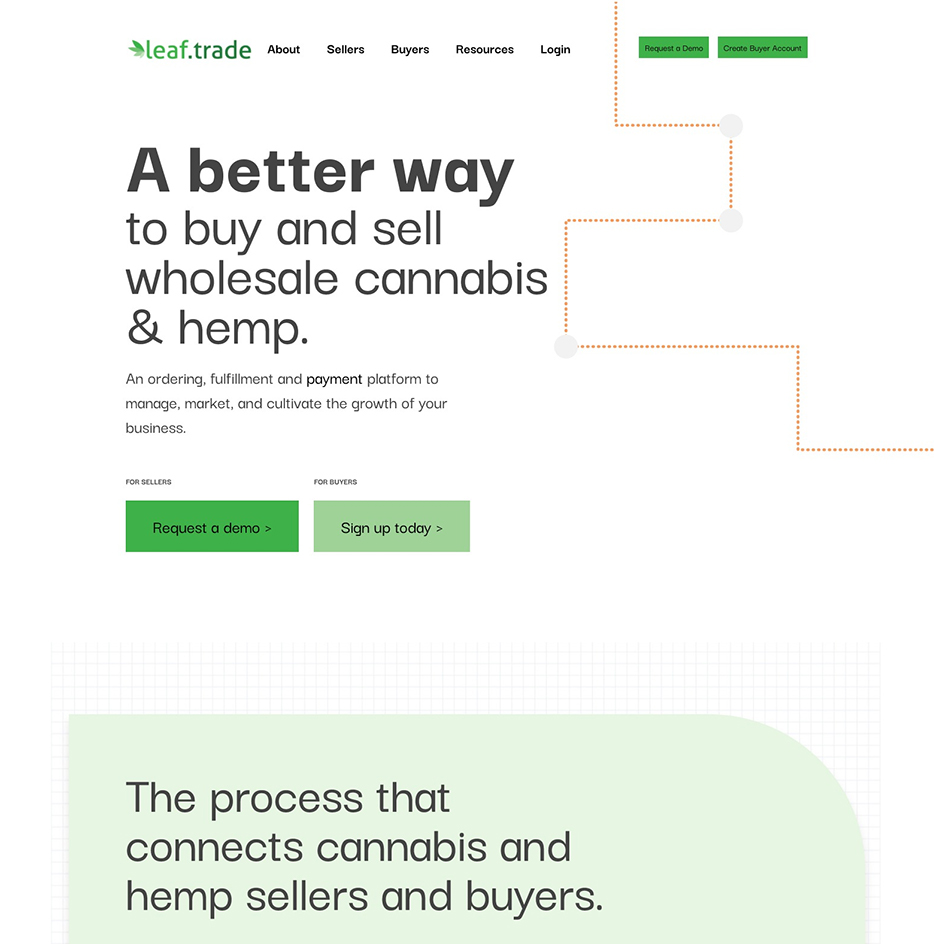 leaf.trade About Sellers Buyers Resources Login Request a Demo Create Buyer Account
A better way
to buy and sell
wholesale cannabis
& hemp.
An ordering, fulfillment and payment platform to
manage, market, and cultivate the growth of your
business.
FOR SELLERS FOR BUYERS
Request a demo > Sign up today >
The process that
connects cannabis and
hemp sellers and buyers.